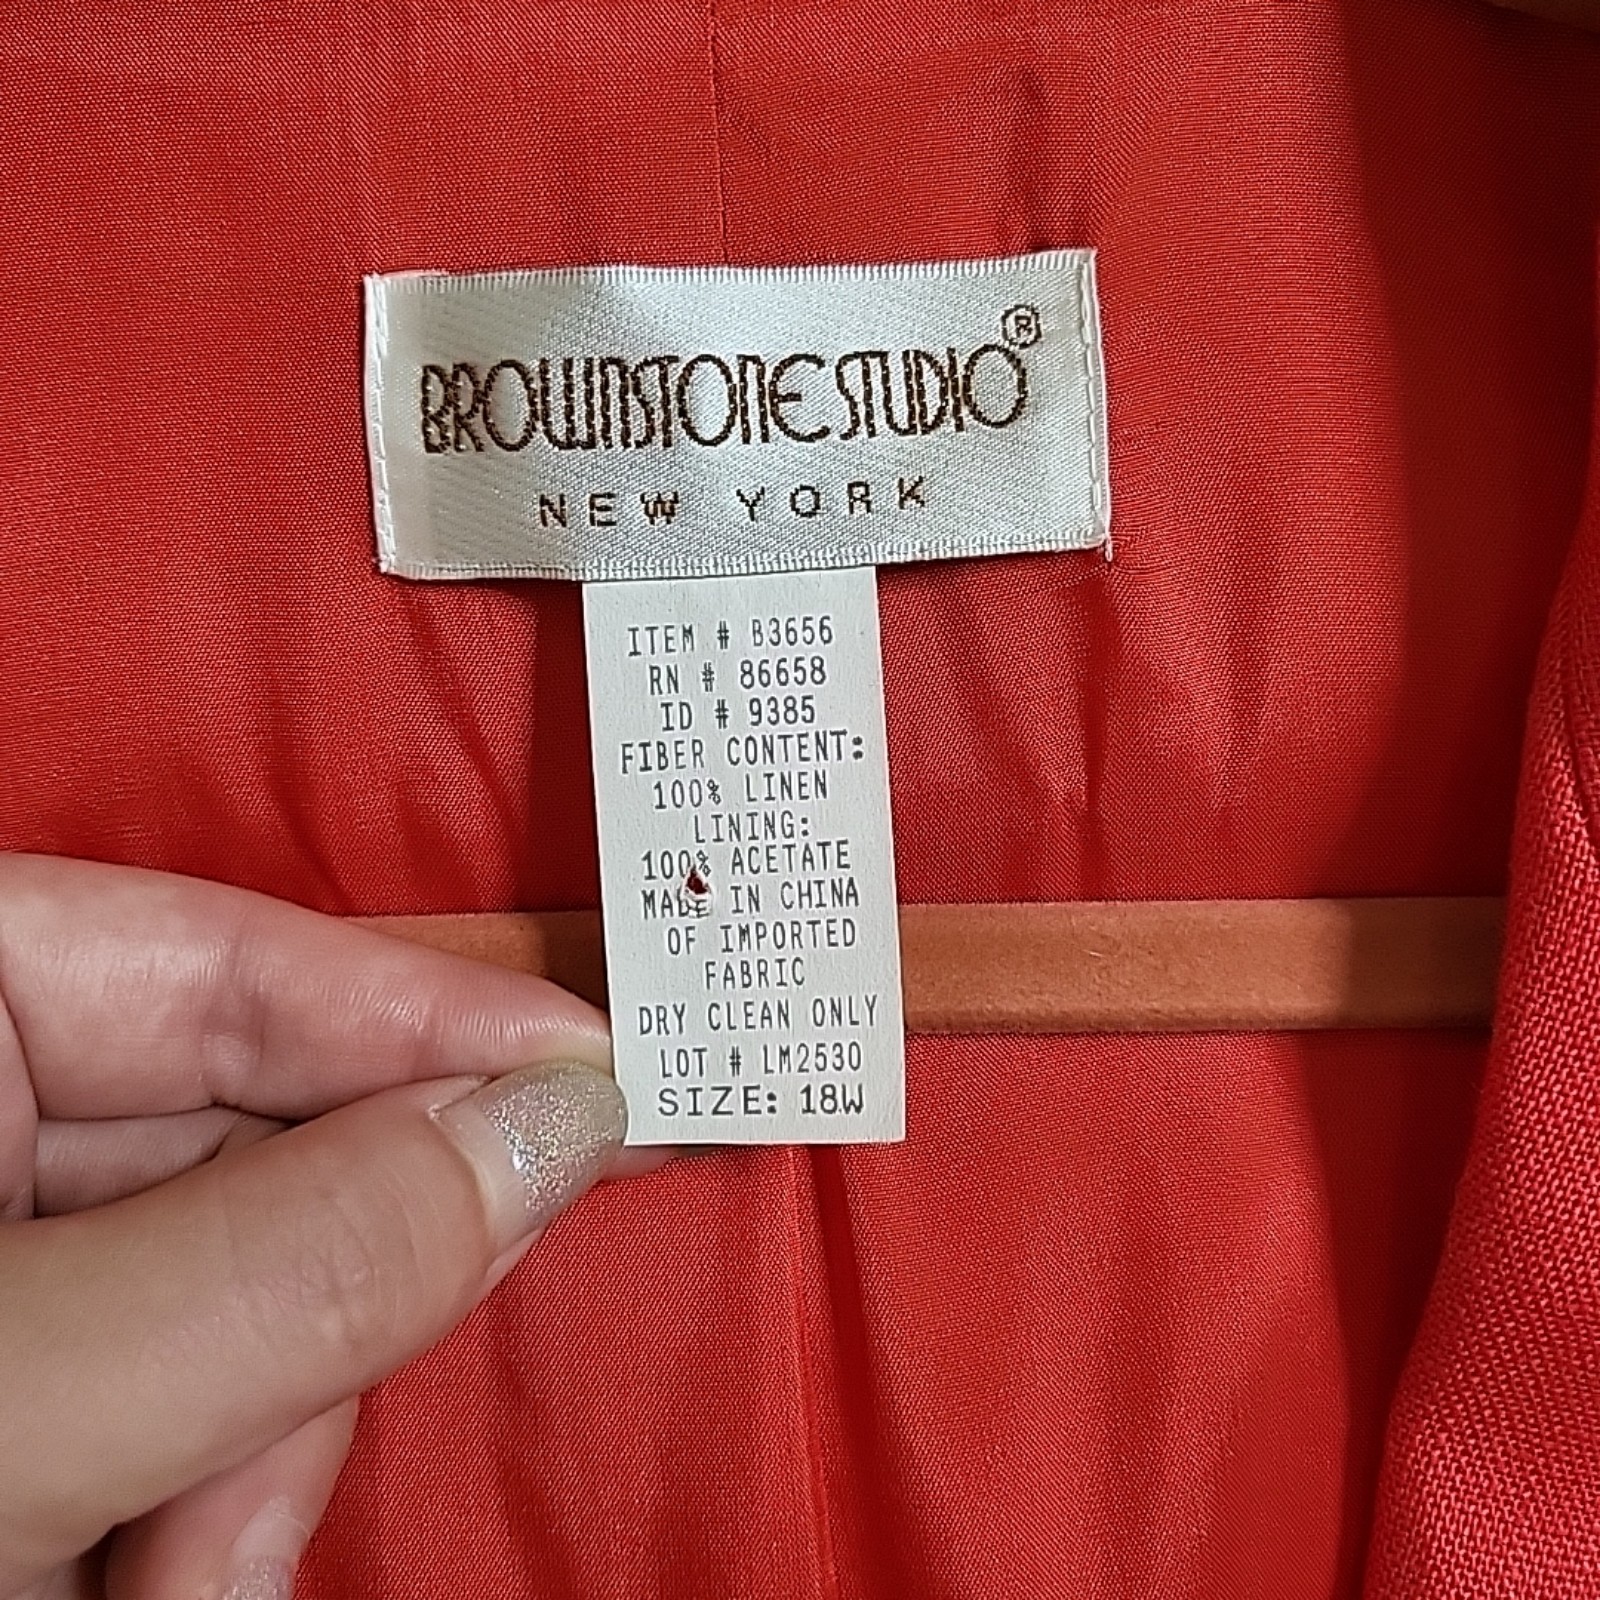 BROWNSTONE STUDIO®
NEW YORK
ITEM # B3656
RN # 86658
ID # 9385
FIBER CONTENT:
100% LINEN
LINING:
100% ACETATE
MADE IN CHINA
OF IMPORTED
FABRIC
DRY CLEAN ONLY
LOT # LM2530
SIZE: 18W